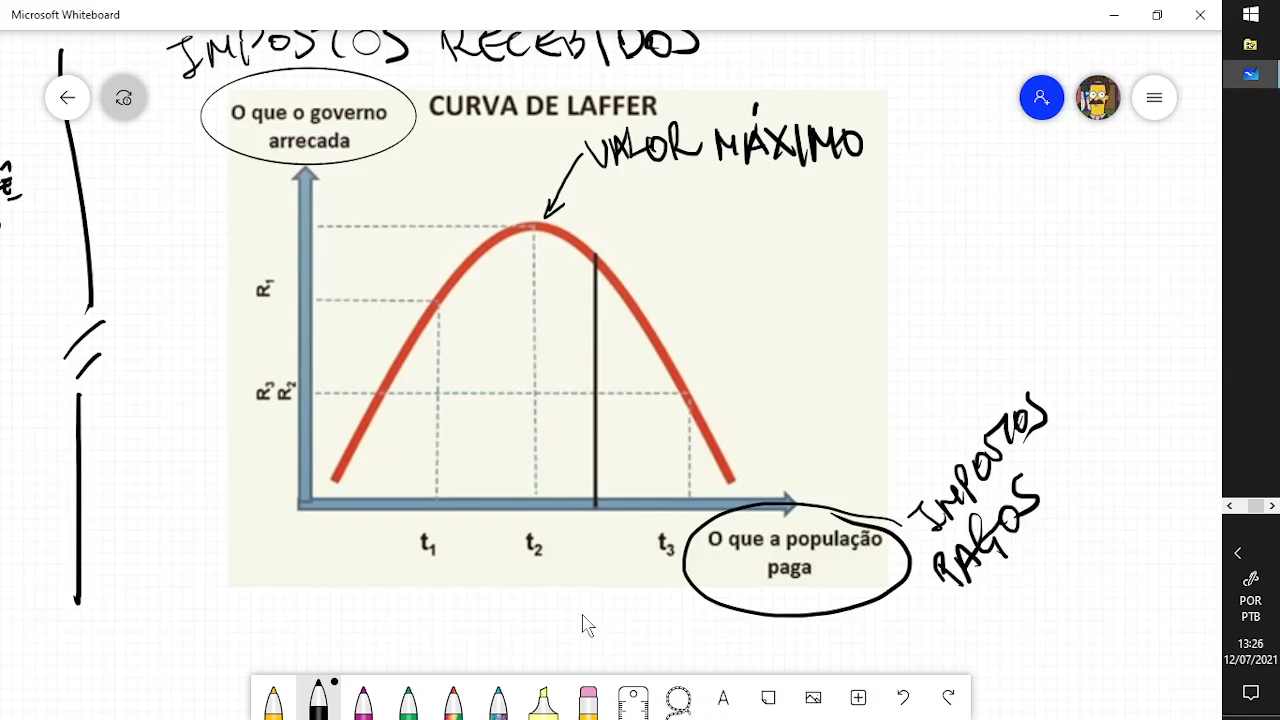 Microsoft Whiteboard
IMPOSTOS RECEBIDOS
O que o governo
arrecada
CURVA DE LAFFER
VALOR MÁXIMO
R1
R3
R2
t1 t2 t3
O que a população
paga
IMPOSTOS
PAGOS
A
POR
PTB
13:26
12/07/2021